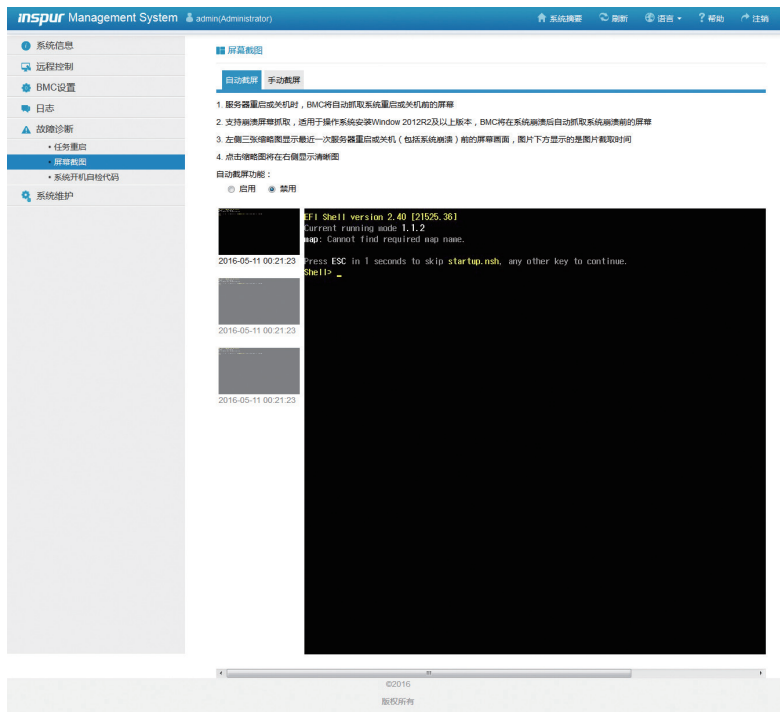 inspur Management System admin(Administrator) 系统摘要 刷新 语言 帮助 注销
系统信息
远程控制
BMC设置
日志
故障诊断
• 任务重启
• 屏幕截图
• 系统开机自检代码
系统维护
屏幕截图
自动截屏 手动截屏
1. 服务器重启或关机时，BMC将自动抓取系统重启或关机前的屏幕
2. 支持崩溃屏幕抓取，适用于操作系统安装Window 2012R2及以上版本，BMC将在系统崩溃后自动抓取系统崩溃前的屏幕
3. 左侧三张缩略图显示最近一次服务器重启或关机（包括系统崩溃）前的屏幕画面，图片下方显示的是图片截取时间
4. 点击缩略图将在右侧显示清晰图
自动截屏功能：
启用 禁用
2016-05-11 00:21:23
2016-05-11 00:21:23
2016-05-11 00:21:23
EFI Shell version 2.40 [21525.36]
Current running mode 1.1.2
map: Cannot find required map name.
Press ESC in 1 seconds to skip startup.nsh, any other key to continue.
Shell> _
©2016
版权所有